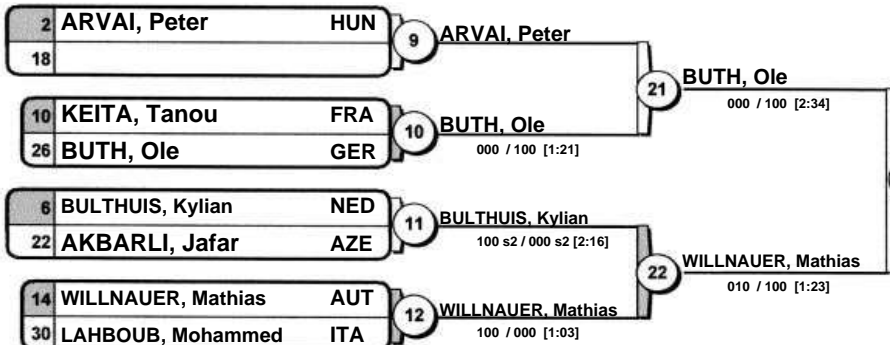 2 ARVAI, Peter HUN
18
9 ARVAI, Peter
10 KEITA, Tanou FRA
26 BUTH, Ole GER
10 BUTH, Ole
000 / 100 [1:21]
21 BUTH, Ole
000 / 100 [2:34]
6 BULTHUIS, Kylian NED
22 AKBARLI, Jafar AZE
11 BULTHUIS, Kylian
100 s2 / 000 s2 [2:16]
14 WILLNAUER, Mathias AUT
30 LAHBOUB, Mohammed ITA
12 WILLNAUER, Mathias
100 / 000 [1:03]
22 WILLNAUER, Mathias
010 / 100 [1:23]